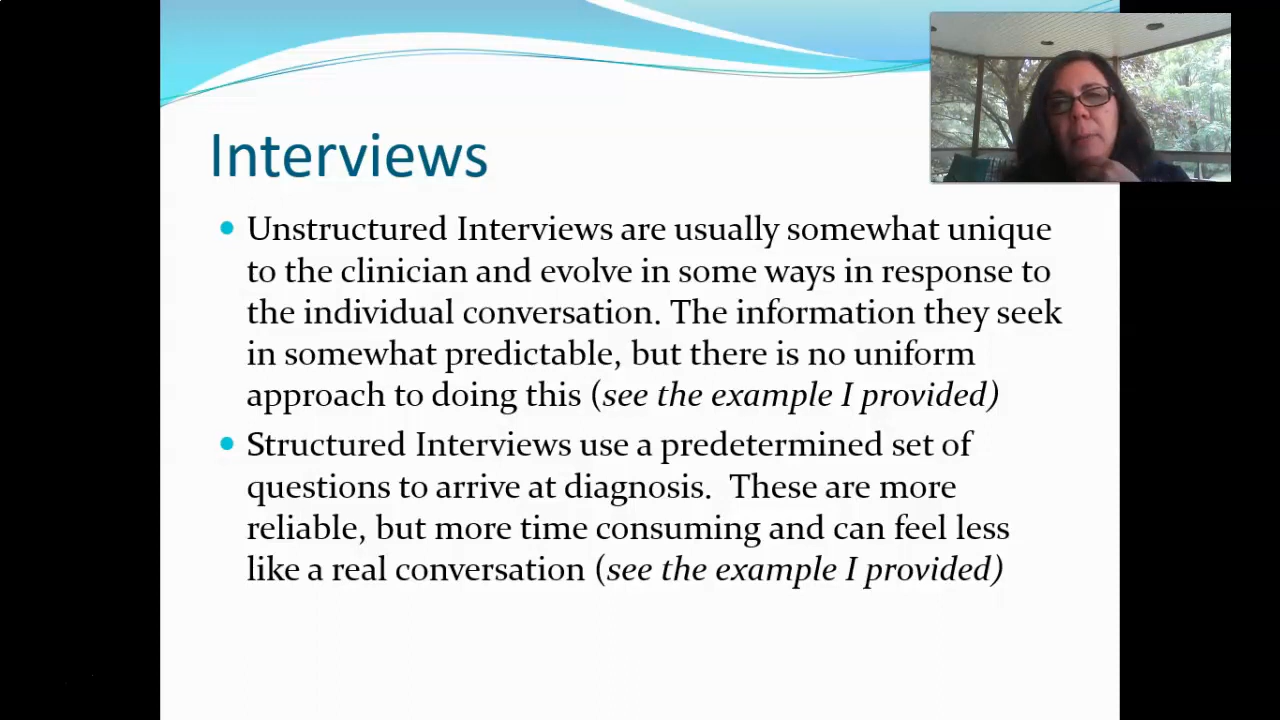 Interviews
Unstructured Interviews are usually somewhat unique
to the clinician and evolve in some ways in response to
the individual conversation. The information they seek
in somewhat predictable, but there is no uniform
approach to doing this (see the example I provided)
Structured Interviews use a predetermined set of
questions to arrive at diagnosis.  These are more
reliable, but more time consuming and can feel less
like a real conversation (see the example I provided)